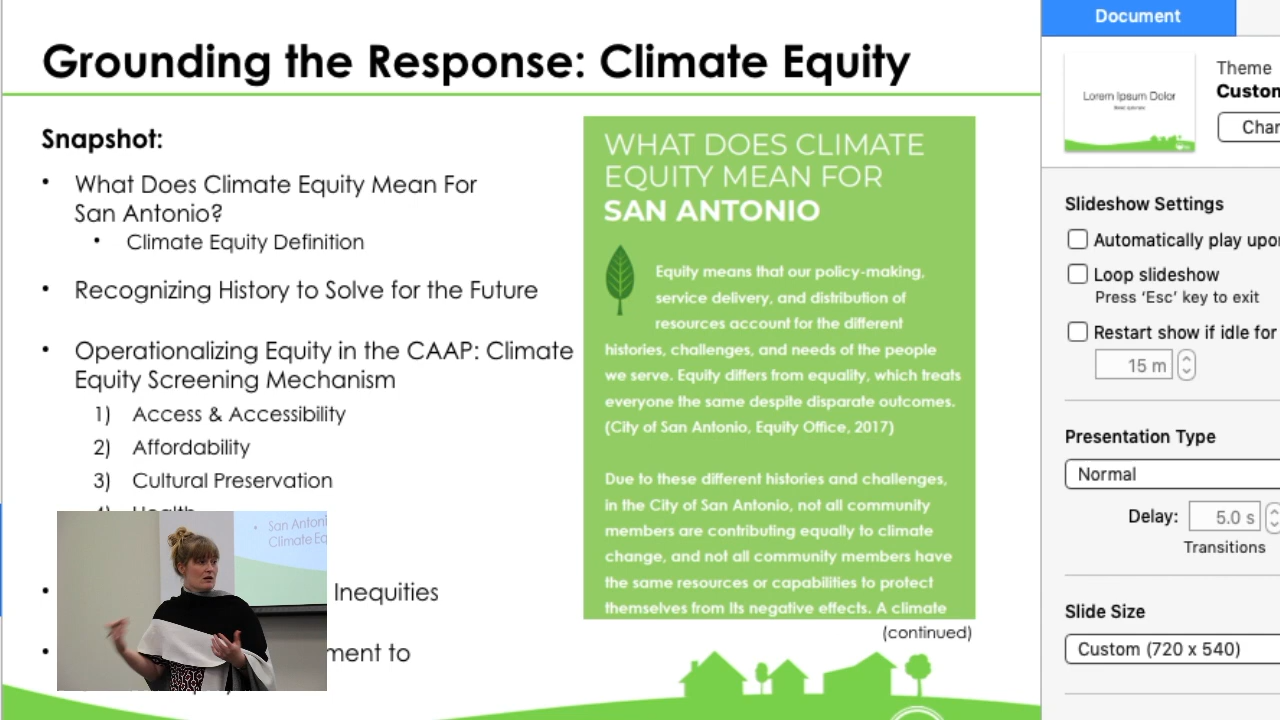 Grounding the Response: Climate Equity
Snapshot:
• What Does Climate Equity Mean For
San Antonio?
• Climate Equity Definition
• Recognizing History to Solve for the Future
• Operationalizing Equity in the CAAP: Climate
Equity Screening Mechanism
1) Access & Accessibility
2) Affordability
3) Cultural Preservation
4) Health
• Inequities
• to
• San Antoni
Climate Eq
WHAT DOES CLIMATE
EQUITY MEAN FOR
SAN ANTONIO
Equity means that our policy-making,
service delivery, and distribution of
resources account for the different
histories, challenges, and needs of the people
we serve. Equity differs from equality, which treats
everyone the same despite disparate outcomes.
(City of San Antonio, Equity Office, 2017)
Due to these different histories and challenges,
in the City of San Antonio, not all community
members are contributing equally to climate
change, and not all community members have
the same resources or capabilities to protect
themselves from its negative effects. A climate
(continued)
Document
Lorem Ipsum Dolor
Theme
Custon
Char
Slideshow Settings
Automatically play upo
Loop slideshow
Press ‘Esc’ key to exit
Restart show if idle for
15 m
Presentation Type
Normal
Delay: 5.0 s
Transitions
Slide Size
Custom (720 x 540)